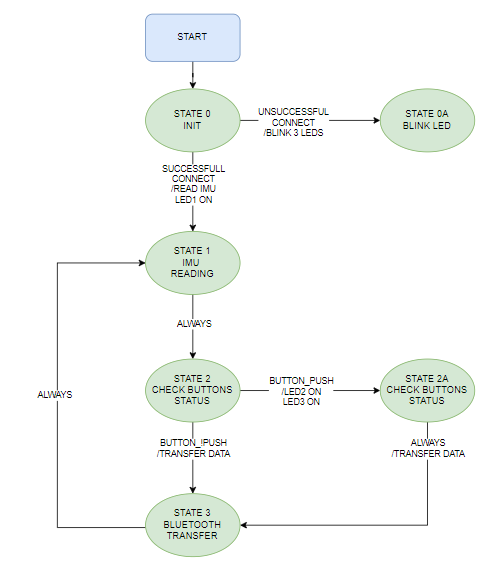 START
STATE 0
INIT
UNSUCCESSFUL
CONNECT
/BLINK 3 LEDS
STATE 0A
BLINK LED
SUCCESSFULL
CONNECT
/READ IMU
LED1 ON
STATE 1
IMU
READING
ALWAYS
STATE 2
CHECK BUTTONS
STATUS
BUTTON_PUSH
/LED2 ON
LED3 ON
STATE 2A
CHECK BUTTONS
STATUS
ALWAYS
BUTTON_!PUSH
/TRANSFER DATA
ALWAYS
/TRANSFER DATA
STATE 3
BLUETOOTH
TRANSFER